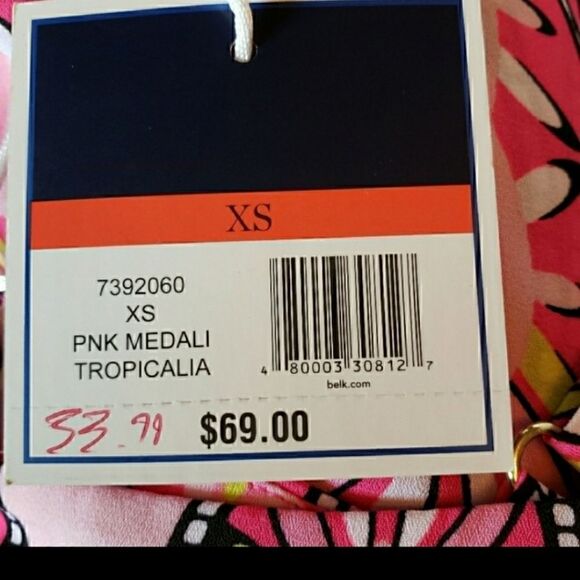 XS
7392060
XS
PNK MEDALI
TROPICALIA
4 80003 30812 7
belk.com
53.99 $69.00